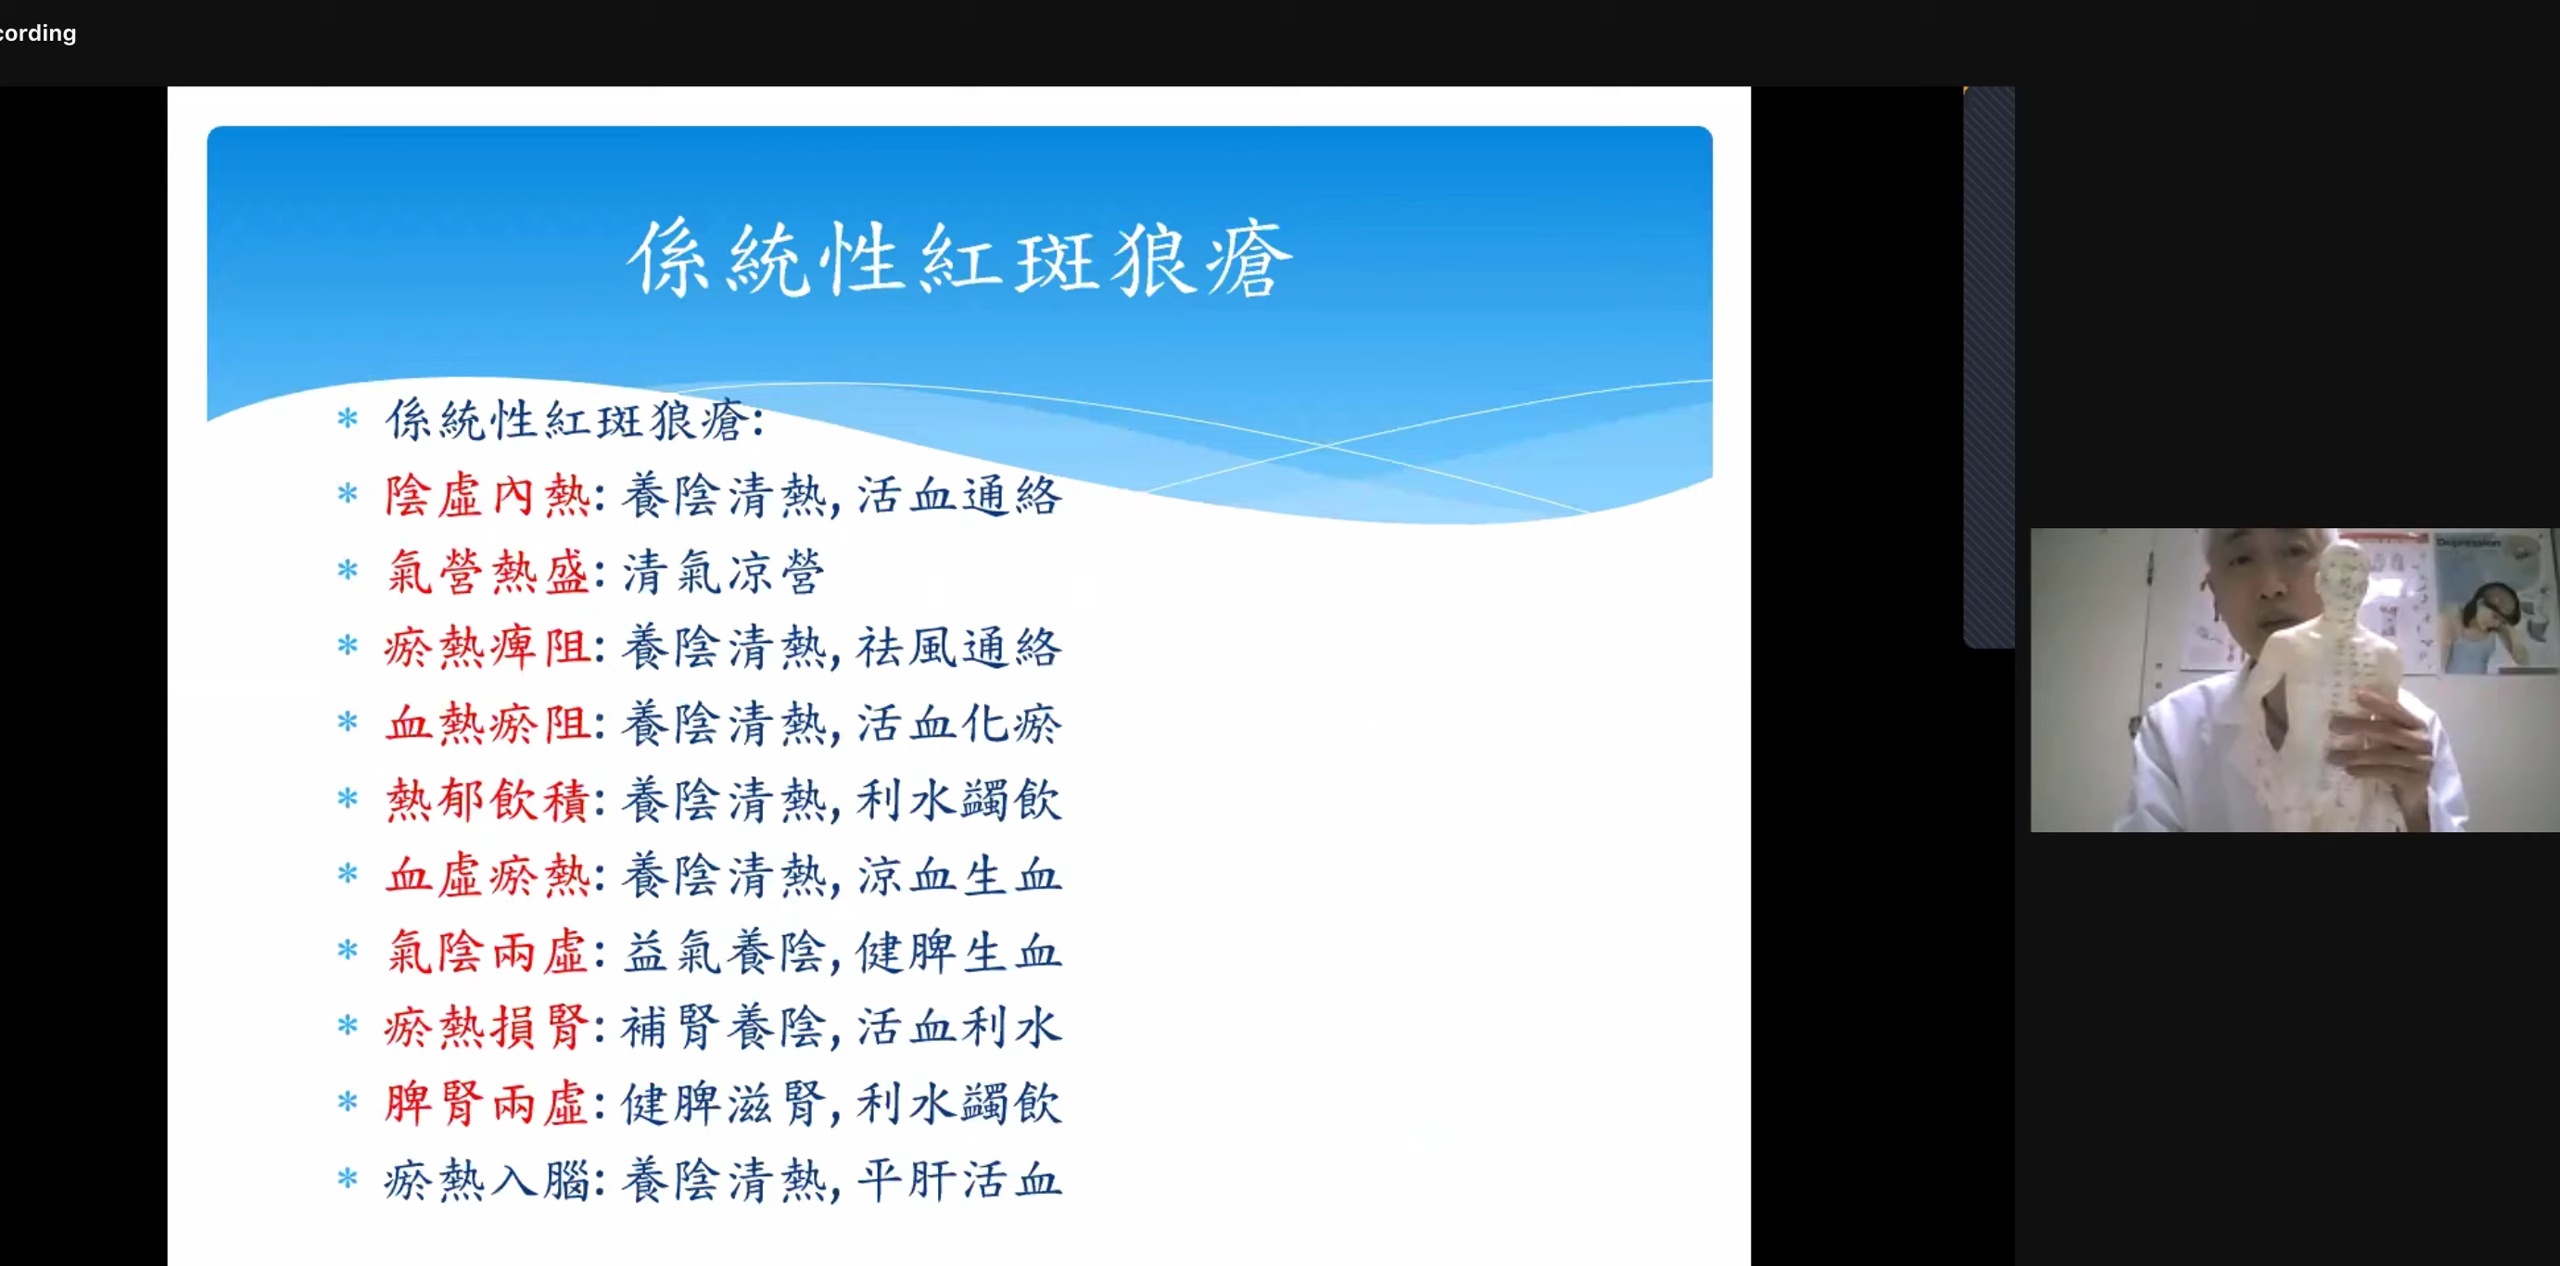 cording
係統性紅斑狼瘡
* 係統性紅斑狼瘡:
* 陰虛內熱: 養陰清熱, 活血通絡
* 氣營熱盛: 清氣凉營
* 瘀熱痺阻: 養陰清熱, 祛風通絡
* 血熱瘀阻: 養陰清熱, 活血化瘀
* 熱郁飲積: 養陰清熱, 利水蠲飲
* 血虛瘀熱: 養陰清熱, 涼血生血
* 氣陰兩虛: 益氣養陰, 健脾生血
* 瘀熱損腎: 補腎養陰, 活血利水
* 脾腎兩虛: 健脾滋腎, 利水蠲飲
* 瘀熱入腦: 養陰清熱, 平肝活血
Depression